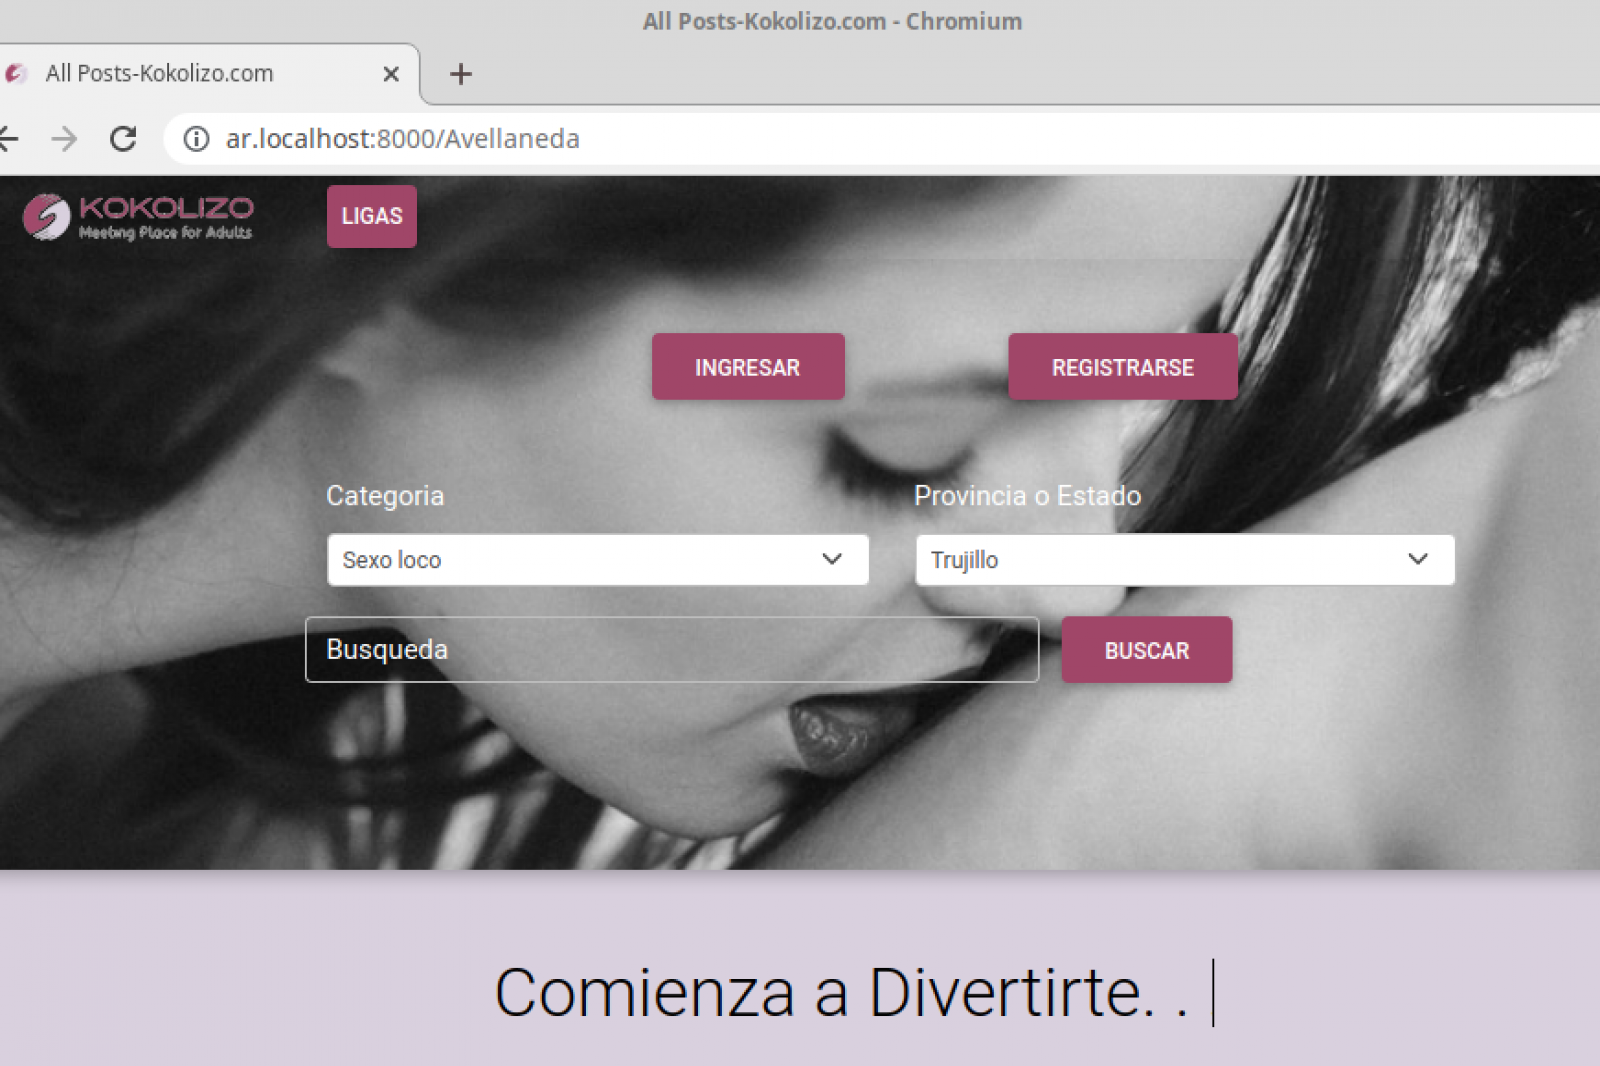 All Posts-Kokolizo.com - Chromium
All Posts-Kokolizo.com
ar.localhost:8000/Avellaneda
KOKOLIZO
Meeting Place for Adults
LIGAS
INGRESAR
REGISTRARSE
Categoria
Provincia o Estado
Sexo loco
Trujillo
Busqueda
BUSCAR
Comienza a Divertirte. . |